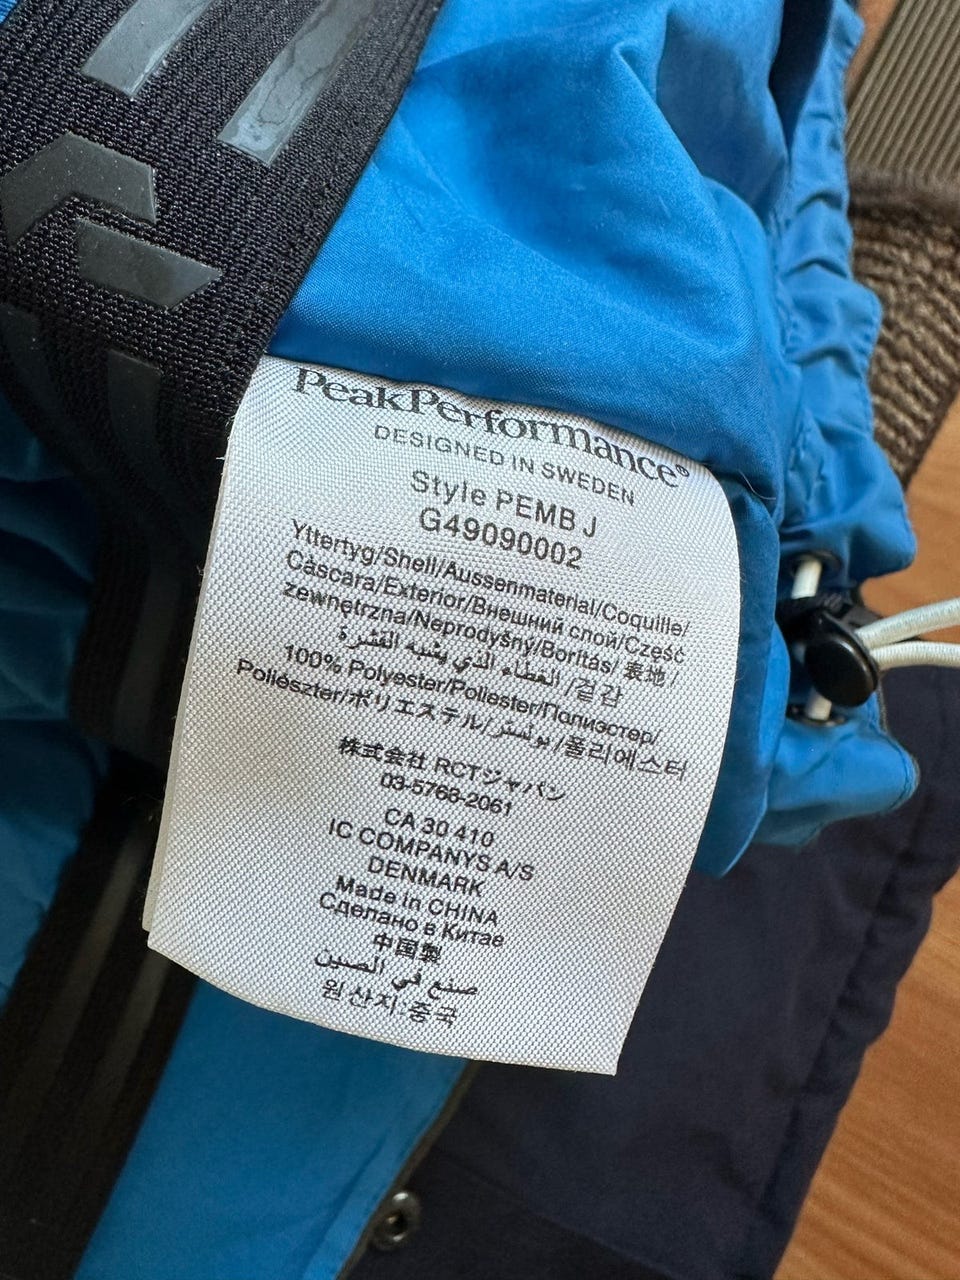 PeakPerformance®
DESIGNED IN SWEDEN
Style PEMB J
G49090002
Yttertyg/Shell/Aussenmaterial/Coquille/
Càscara/Exterior/Внешний слой/Część
zewnętrzna/Neprodyšný/Borítás/ 表地 /
الغطاء الذي يشبه القشرة /겉감
100% Polyester/Poliester/Полиэстер/
Poliészter/ポリエステル/بوليستر/폴리에스터
株式会社 RCTジャパン
03-5768-2061
CA 30 410
IC COMPANYS A/S
DENMARK
Made in CHINA
Сделано в Китае
中国製
صنع في الصين
원산지:중국